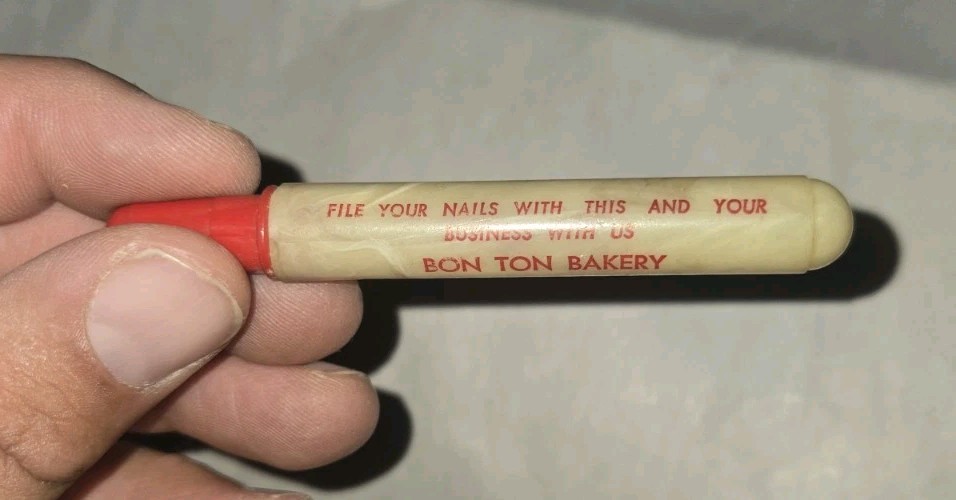 FILE YOUR NAILS WITH THIS AND YOUR
BUSINESS WITH US
BON TON BAKERY